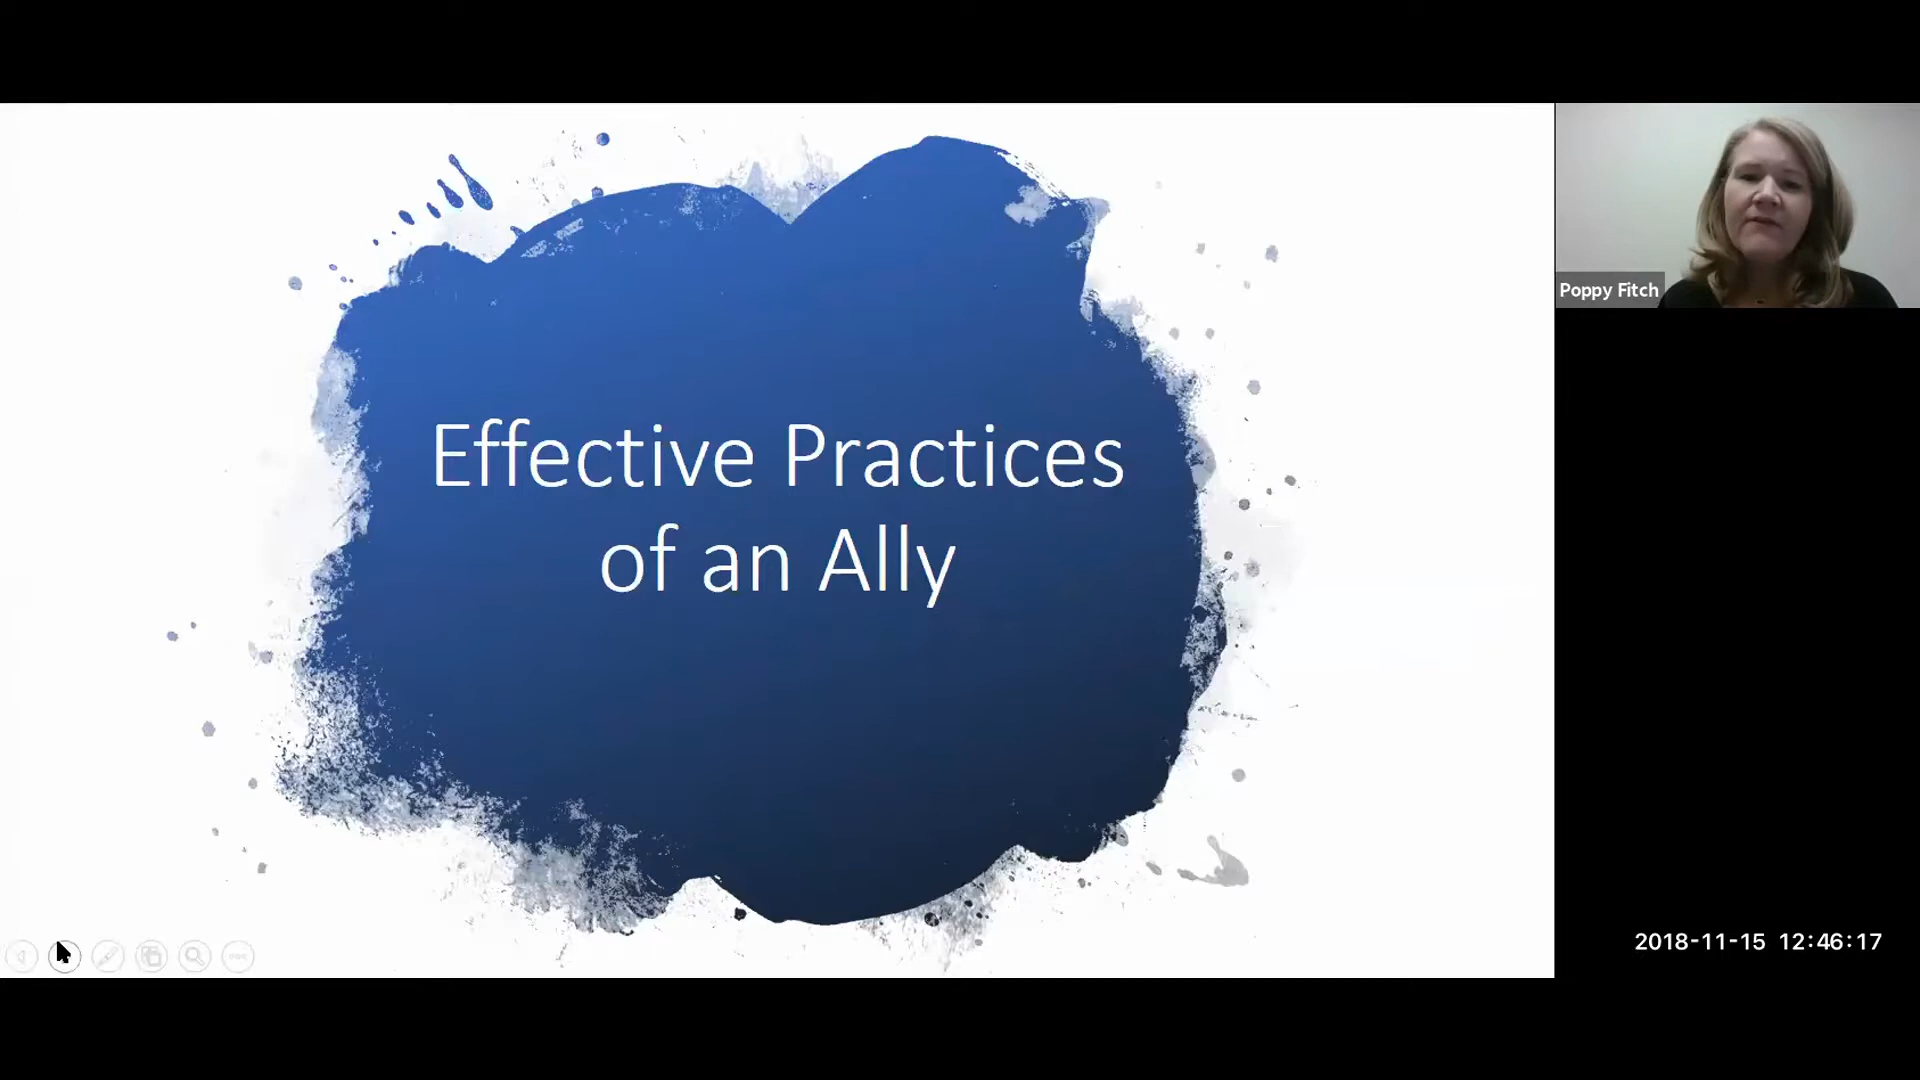 Effective Practices
of an Ally
Poppy Fitch
2018-11-15 12:46:17